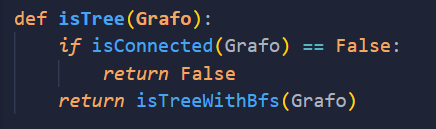 def isTree(Grafo):
    if isConnected(Grafo) == False:
        return False
    return isTreeWithBfs(Grafo)